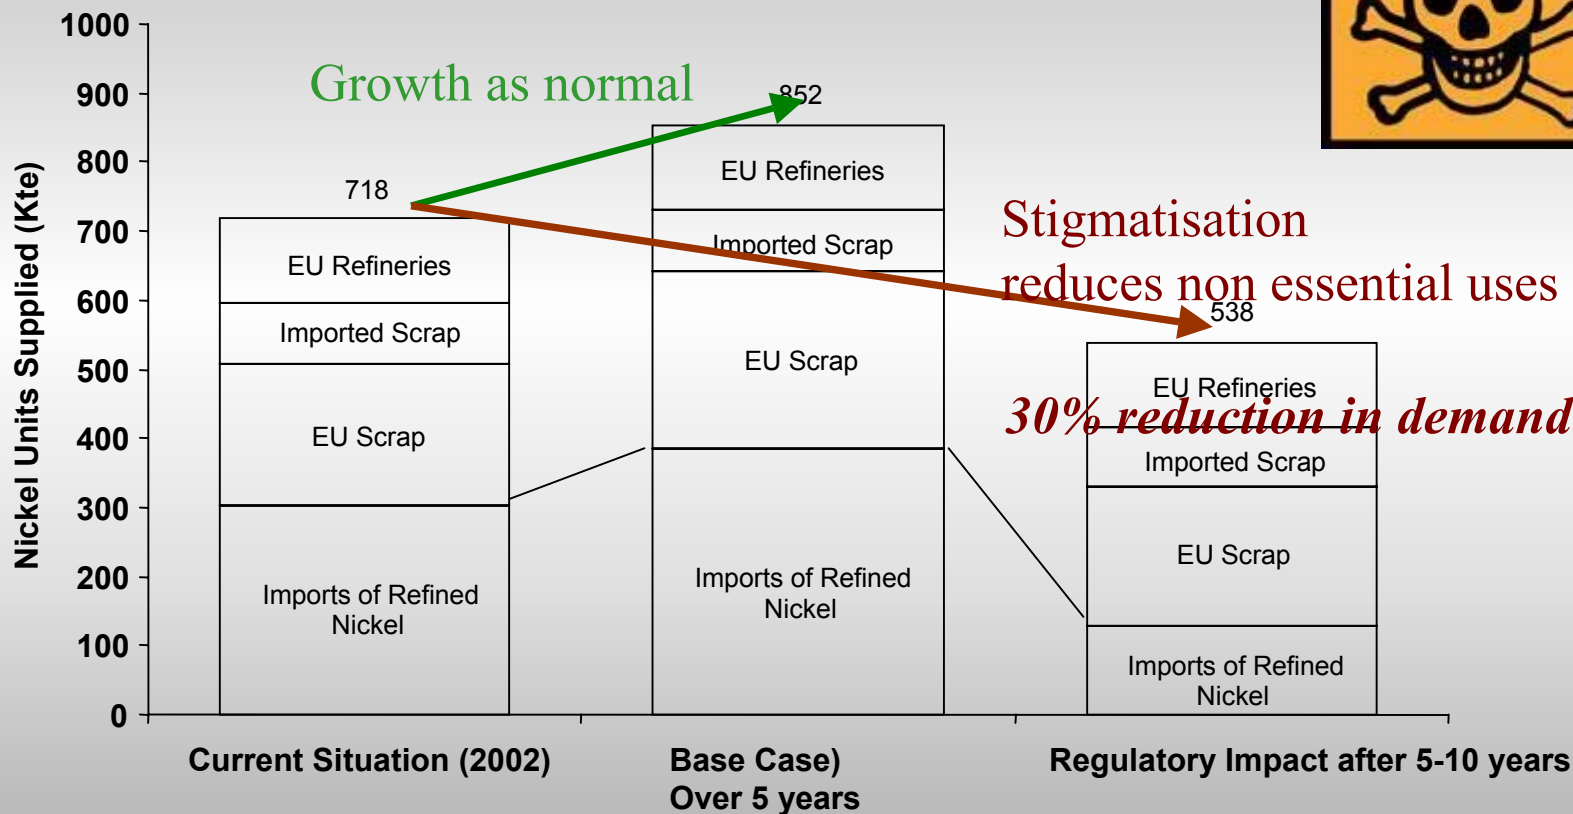 1000
900
800
700
600
500
400
300
200
100
0
Nickel Units Supplied (Kte)
Growth as normal
718
852
538
Stigmatisation
reduces non essential uses
30% reduction in demand
EU Refineries
Imported Scrap
EU Scrap
Imports of Refined
Nickel
EU Refineries
Imported Scrap
EU Scrap
Imports of Refined
Nickel
EU Refineries
Imported Scrap
EU Scrap
Imports of Refined
Nickel
Current Situation (2002)
Base Case)
Over 5 years
Regulatory Impact after 5-10 years